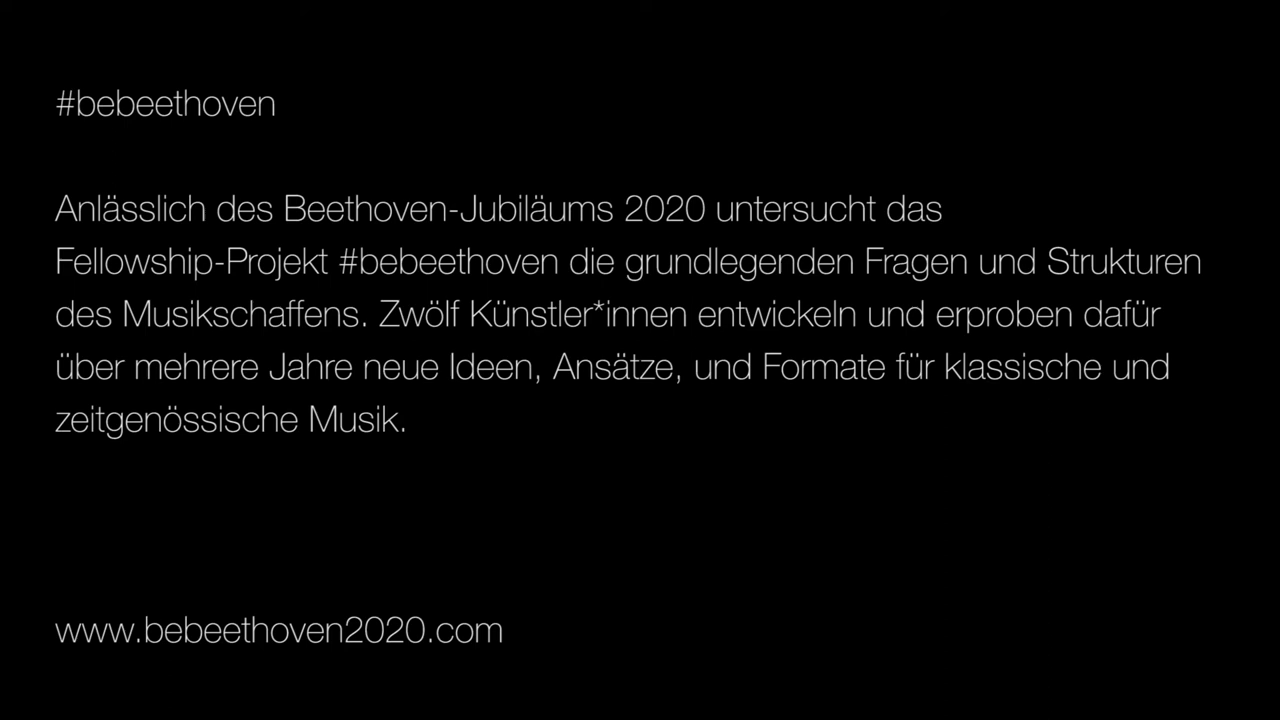 #bebeethoven
Anlässlich des Beethoven-Jubiläums 2020 untersucht das
Fellowship-Projekt #bebeethoven die grundlegenden Fragen und Strukturen
des Musikschaffens. Zwölf Künstler*innen entwickeln und erproben dafür
über mehrere Jahre neue Ideen, Ansätze, und Formate für klassische und
zeitgenössische Musik.
www.bebeethoven2020.com